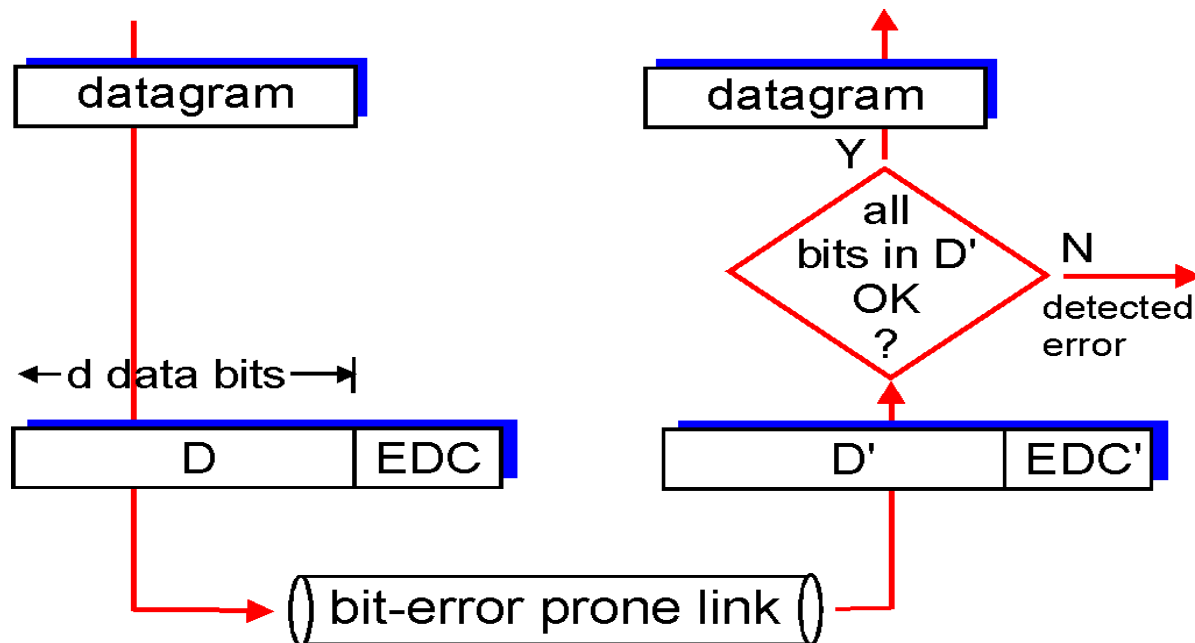 datagram
d data bits
D
EDC
bit-error prone link
datagram
Y
all
bits in D'
OK
?
N
detected
error
D'
EDC'